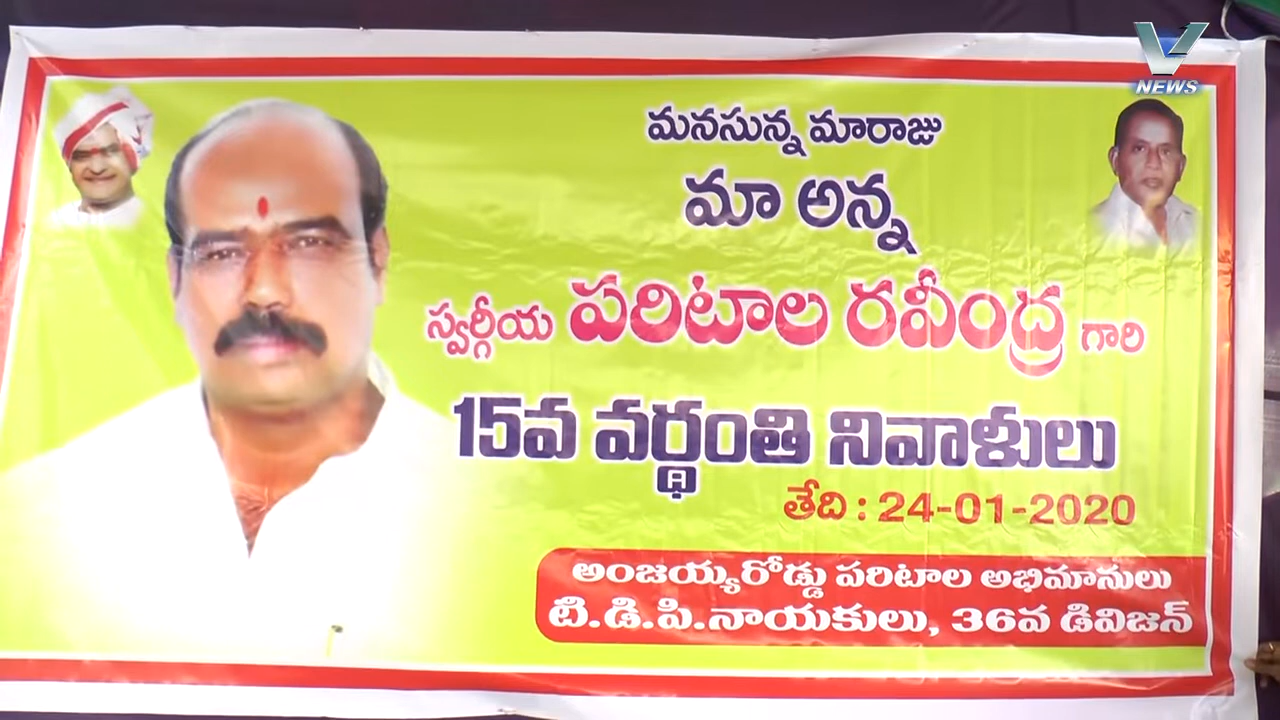 V
NEWS
మనసున్న మారాజు
మా అన్న
స్వర్గీయ పరిటాల రవీంద్ర గారి
15వ వర్థంతి నివాళులు
తేది : 24-01-2020
అంజయ్యరోడ్డు పరిటాల అభిమానులు
టి.డి.పి.నాయకులు, 36వ డివిజన్